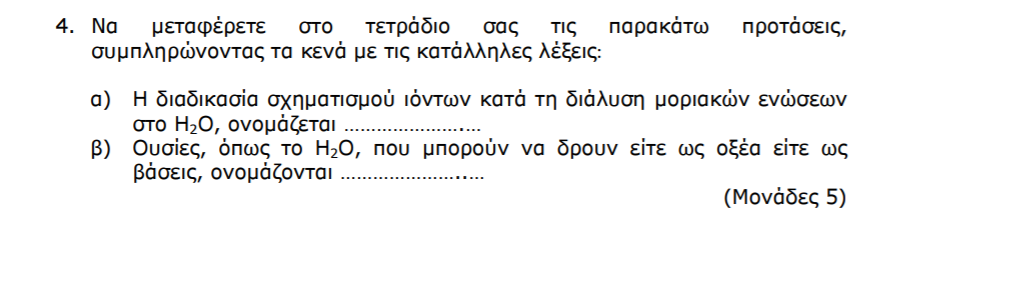 4. Να μεταφέρετε στο τετράδιο σας τις παρακάτω προτάσεις,
συμπληρώνοντας τα κενά με τις κατάλληλες λέξεις:
α) Η διαδικασία σχηματισμού ιόντων κατά τη διάλυση μοριακών ενώσεων
στο H₂O, ονομάζεται ........................
β) Ουσίες, όπως το H₂O, που μπορούν να δρουν είτε ως οξέα είτε ως
βάσεις, ονομάζονται ........................
(Μονάδες 5)